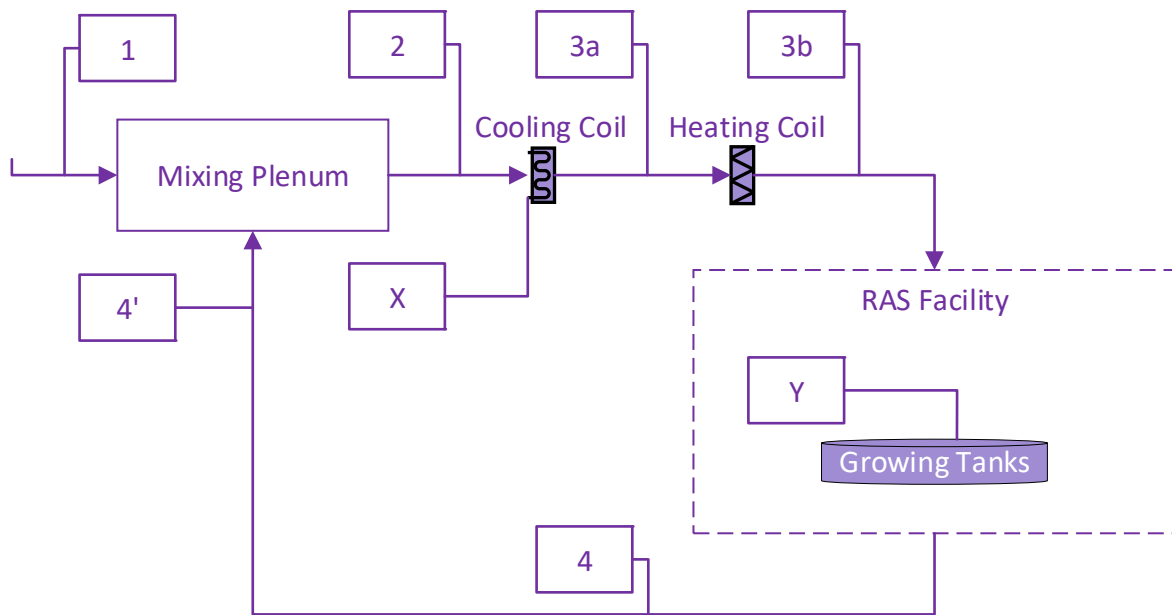 1
2
3a
3b
Cooling Coil
Heating Coil
Mixing Plenum
4'
X
RAS Facility
Y
Growing Tanks
4